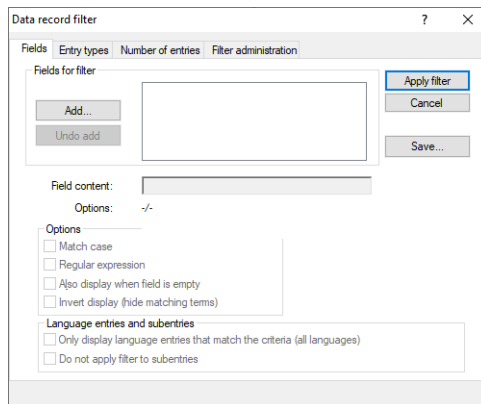 Data record filter
?
Fields
Entry types
Number of entries
Filter administration
Fields for filter
Add...
Undo add
Apply filter
Cancel
Save...
Field content:
Options: -/-
Options
Match case
Regular expression
Also display when field is empty
Invert display (hide matching terms)
Language entries and subentries
Only display language entries that match the criteria (all languages)
Do not apply filter to subentries